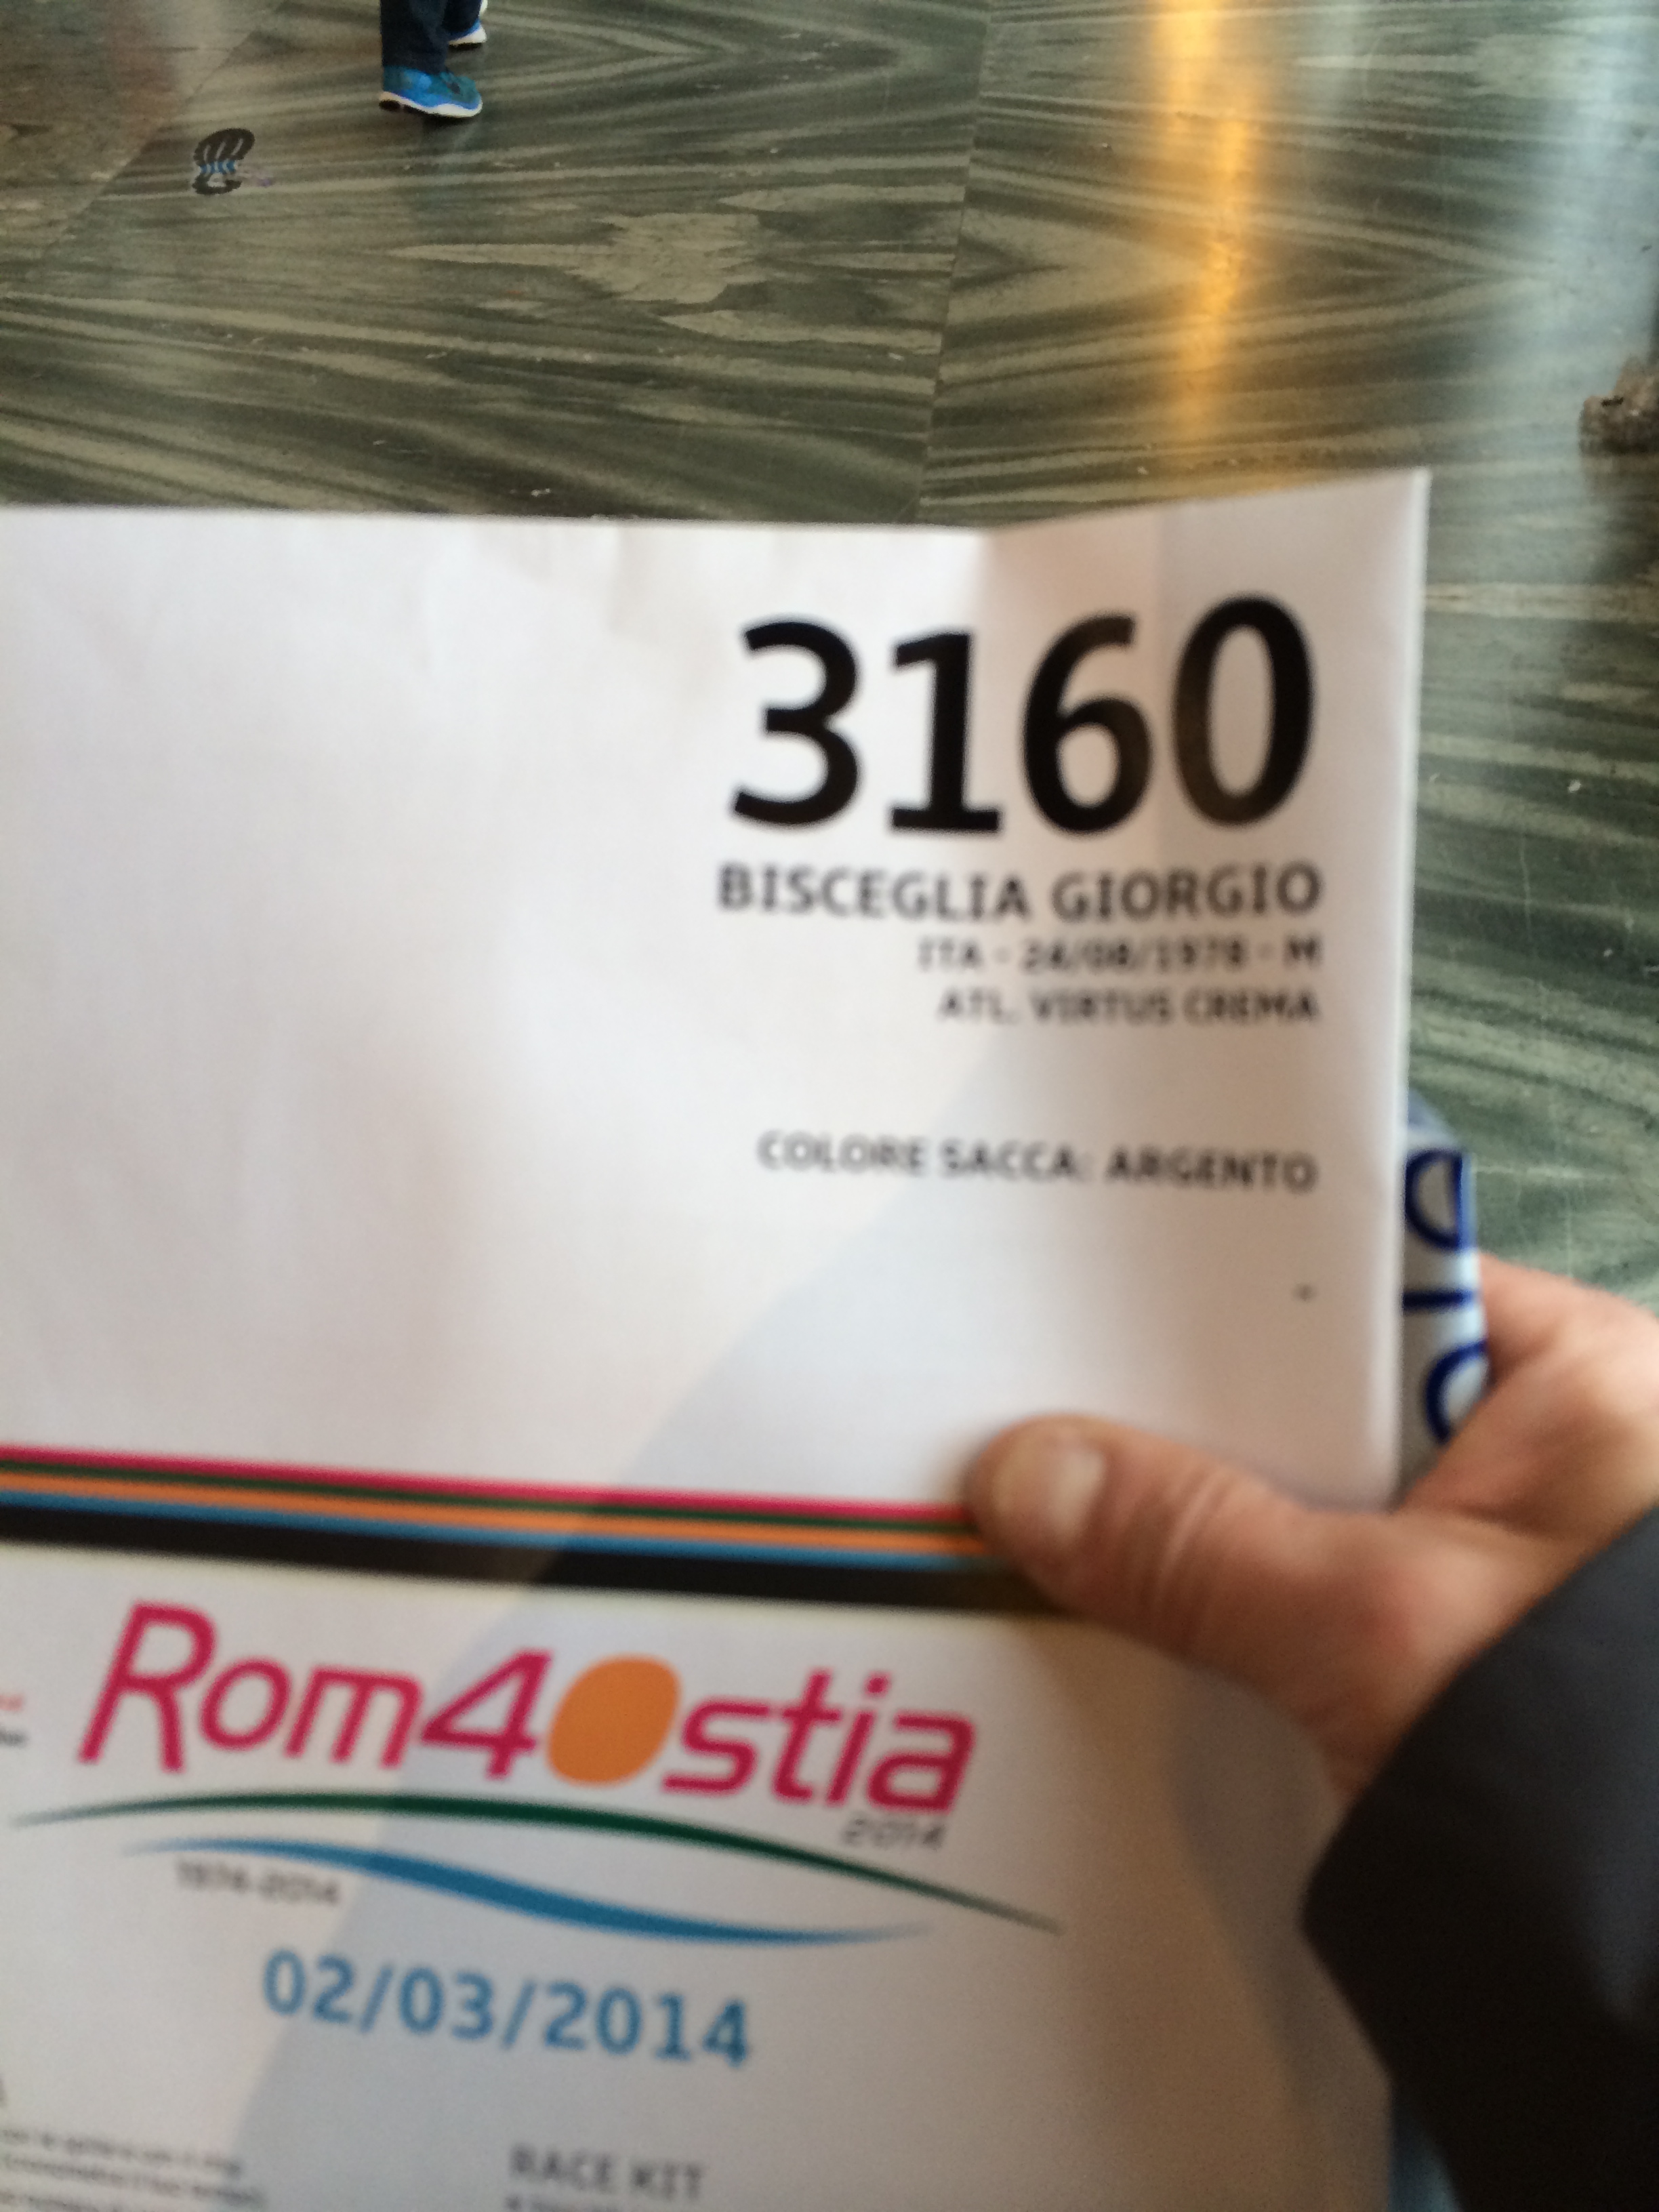 3160
BISCEGLIA GIORGIO
ITA - 24/08/1978 - M
ATL. VIRTUS CREMA
COLORE SACCA: ARGENTO
-
Rom4Ostia
2014
1974-2014
02/03/2014
RACE KIT